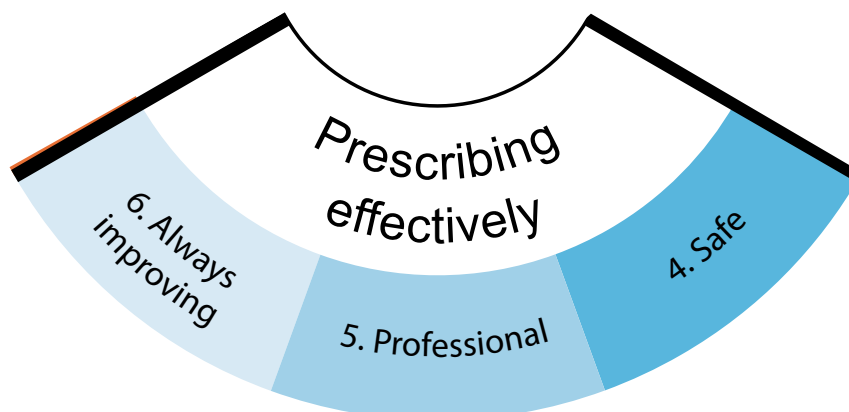 Prescribing
effectively
6. Always
improving
5. Professional
4. Safe